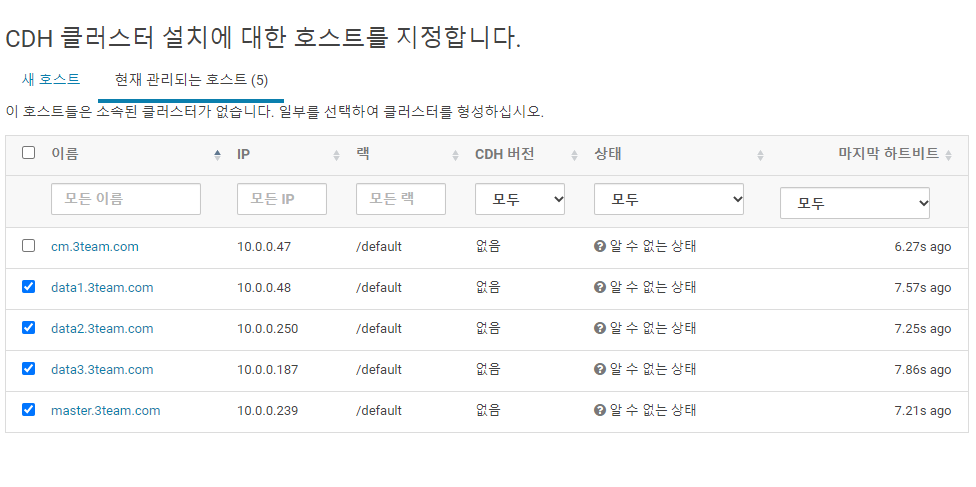 CDH 클러스터 설치에 대한 호스트를 지정합니다.
새 호스트 현재 관리되는 호스트 (5)
이 호스트들은 소속된 클러스터가 없습니다. 일부를 선택하여 클러스터를 형성하십시오.
이름 IP 랙 CDH 버전 상태 마지막 하트비트
모든 이름 모든 IP 모든 랙 모두 모두 모두
cm.3team.com 10.0.0.47 /default 없음 알 수 없는 상태 6.27s ago
data1.3team.com 10.0.0.48 /default 없음 알 수 없는 상태 7.57s ago
data2.3team.com 10.0.0.250 /default 없음 알 수 없는 상태 7.25s ago
data3.3team.com 10.0.0.187 /default 없음 알 수 없는 상태 7.86s ago
master.3team.com 10.0.0.239 /default 없음 알 수 없는 상태 7.21s ago